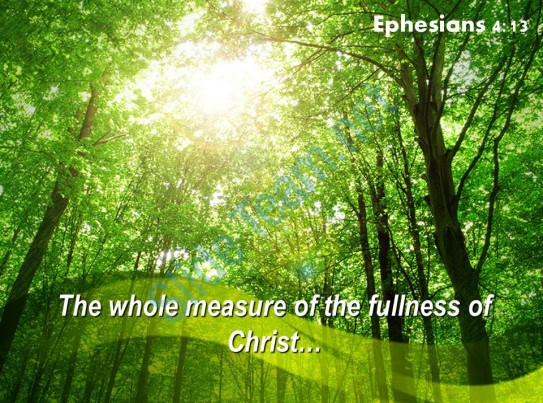 Ephesians 4:13
The whole measure of the fullness of
Christ...